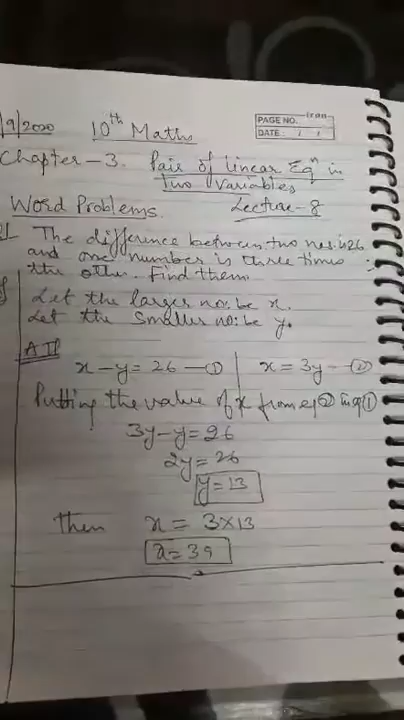 /9/2020 10th Maths
PAGE NO.
DATE: / /
Chapter-3. Pair of linear Eqn in
Two Variables
Word Problems. Lecture-8
The difference between two nos. is 26
and one number is three times
the other. Find them.
Let the larger no: be x.
Let the smaller no: be y.
ATP
x-y=26 —① | x=3y—②
Putting the value of x from eq② in eq①
3y-y=26
2y=26
y=13
then x= 3×13
x=39